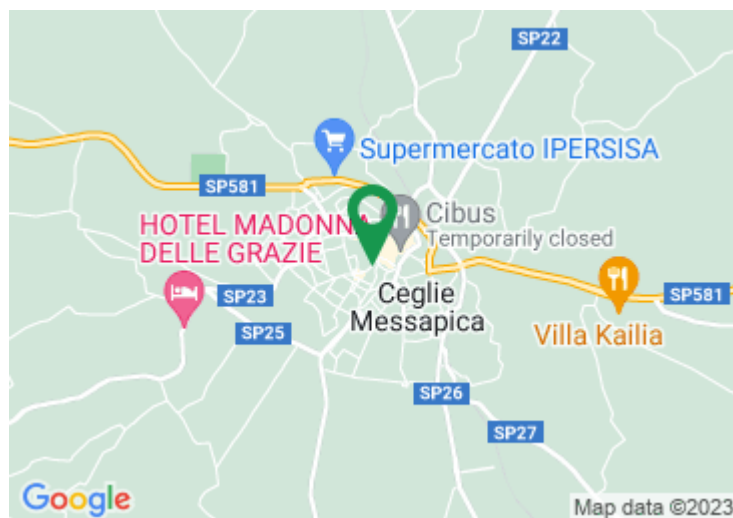 SP22
Supermercato IPERSISA
SP581
HOTEL MADONNA
DELLE GRAZIE
Cibus
Temporarily closed
SP23
Ceglie
Messapica
SP581
SP25
Villa Kailia
SP26
SP27
Google
Map data ©2023